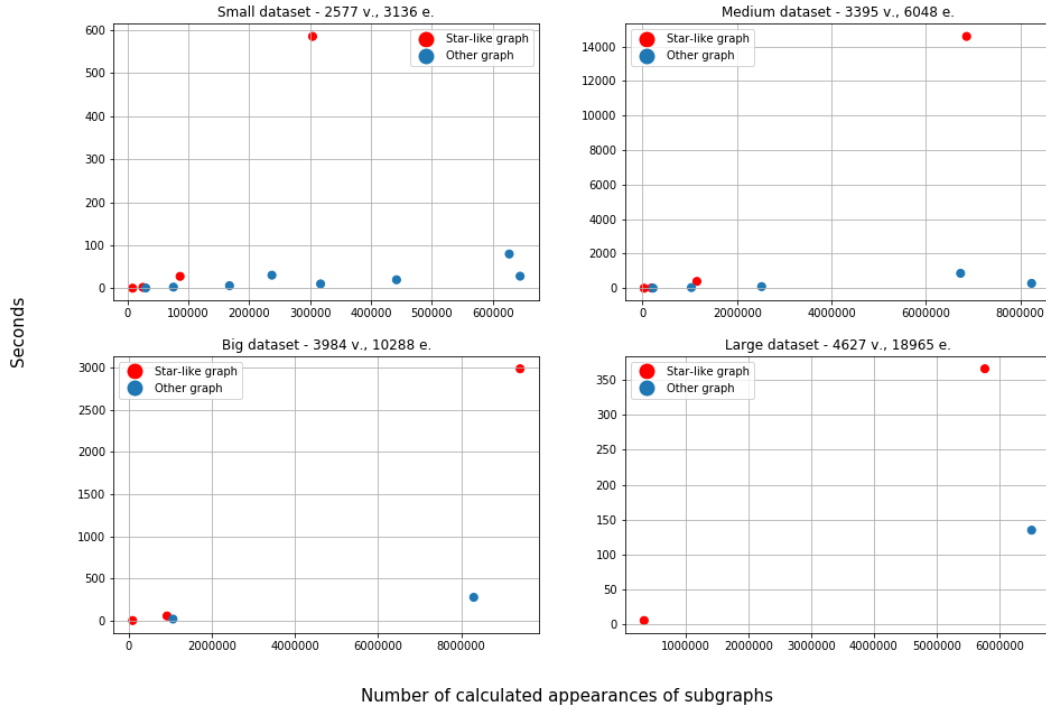 Small dataset - 2577 v., 3136 e.
600
500
400
300
200
100
0
0 100000 200000 300000 400000 500000 600000
Star-like graph
Other graph
Medium dataset - 3395 v., 6048 e.
14000
12000
10000
8000
6000
4000
2000
0
0 2000000 4000000 6000000 8000000
Star-like graph
Other graph
Seconds
Big dataset - 3984 v., 10288 e.
3000
2500
2000
1500
1000
500
0
0 2000000 4000000 6000000 8000000
Star-like graph
Other graph
Large dataset - 4627 v., 18965 e.
350
300
250
200
150
100
50
0
1000000 2000000 3000000 4000000 5000000 6000000
Star-like graph
Other graph
Number of calculated appearances of subgraphs